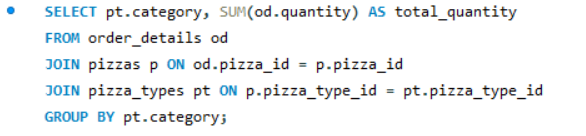 SELECT pt.category, SUM(od.quantity) AS total_quantity
FROM order_details od
JOIN pizzas p ON od.pizza_id = p.pizza_id
JOIN pizza_types pt ON p.pizza_type_id = pt.pizza_type_id
GROUP BY pt.category;